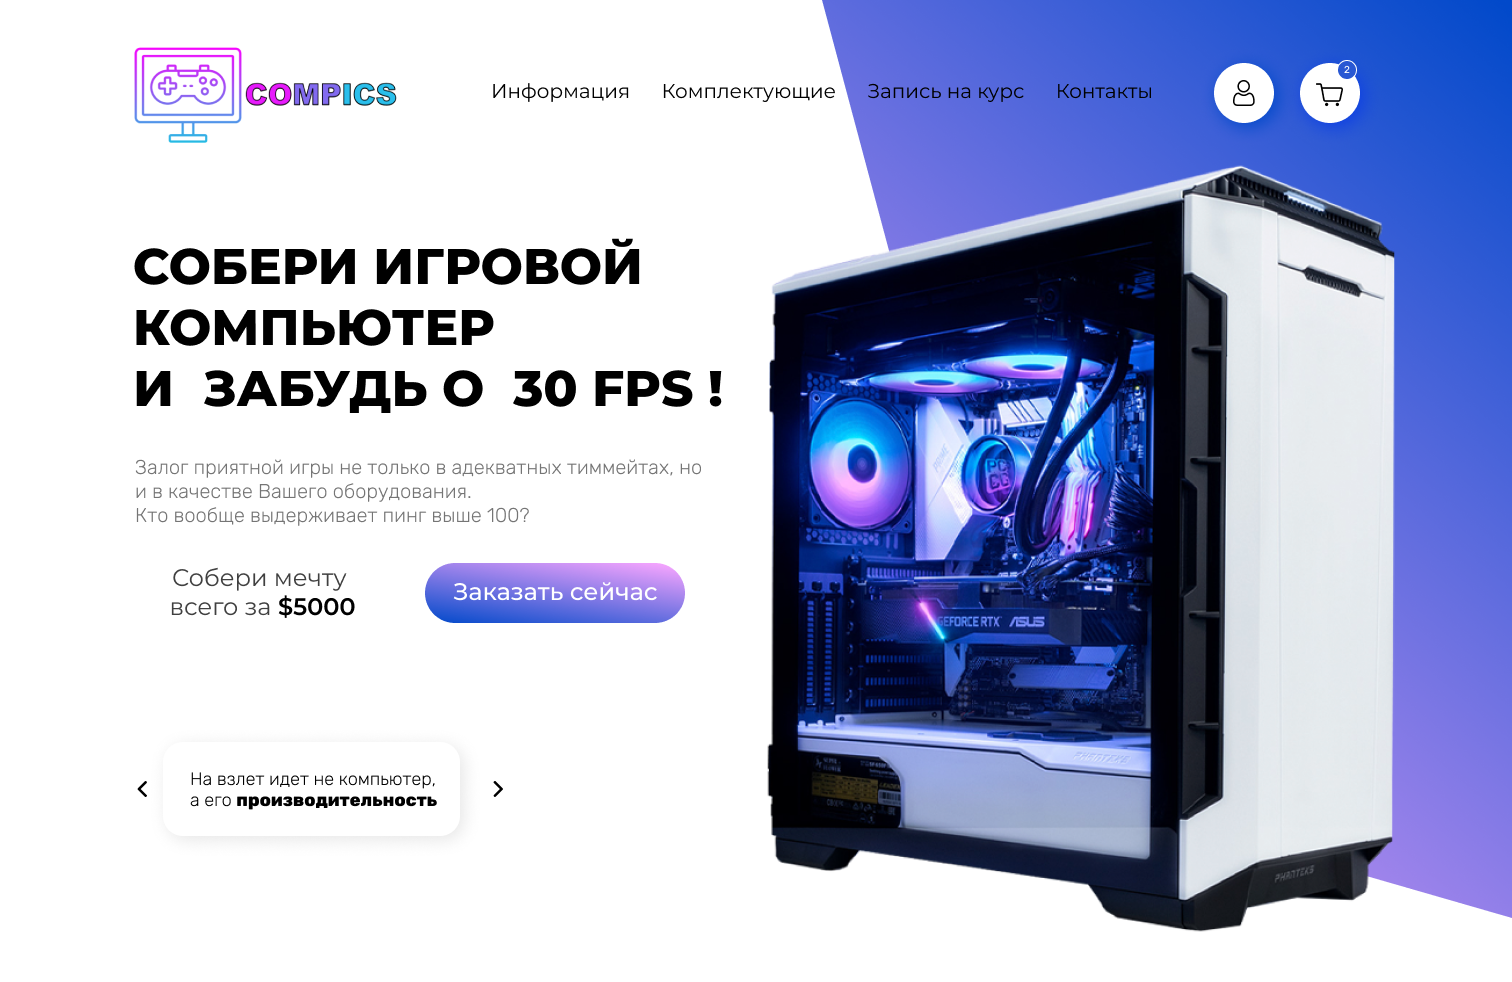 COMPICS
Информация Комплектующие Запись на курс Контакты
2
СОБЕРИ ИГРОВОЙ
КОМПЬЮТЕР
И ЗАБУДЬ О 30 FPS !
Залог приятной игры не только в адекватных тиммейтах, но
и в качестве Вашего оборудования.
Кто вообще выдерживает пинг выше 100?
Собери мечту
всего за $5000
Заказать сейчас
На взлет идет не компьютер,
а его производительность
GEFORCE RTX ASUS
PHANTEKS
PHANTEKS